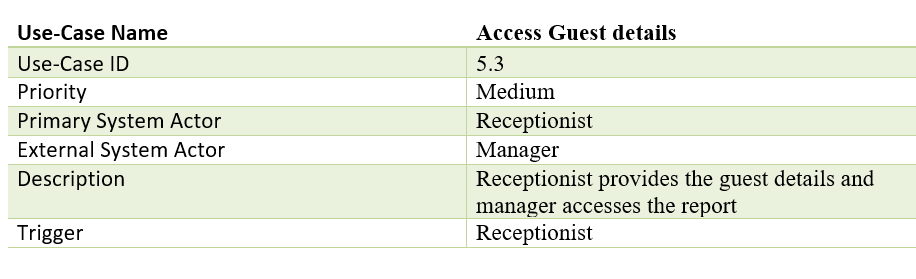 Use-Case Name Access Guest details
Use-Case ID 5.3
Priority Medium
Primary System Actor Receptionist
External System Actor Manager
Description Receptionist provides the guest details and
manager accesses the report
Trigger Receptionist